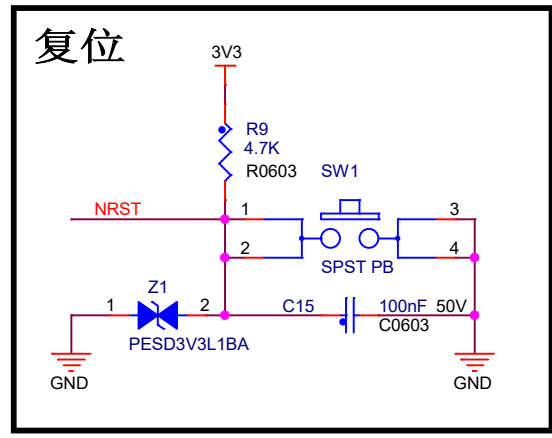 复位
3V3
R9
4.7K
R0603
SW1
NRST
1
3
2
4
SPST PB
Z1
1
2
C15
100nF 50V
C0603
PESD3V3L1BA
GND
GND